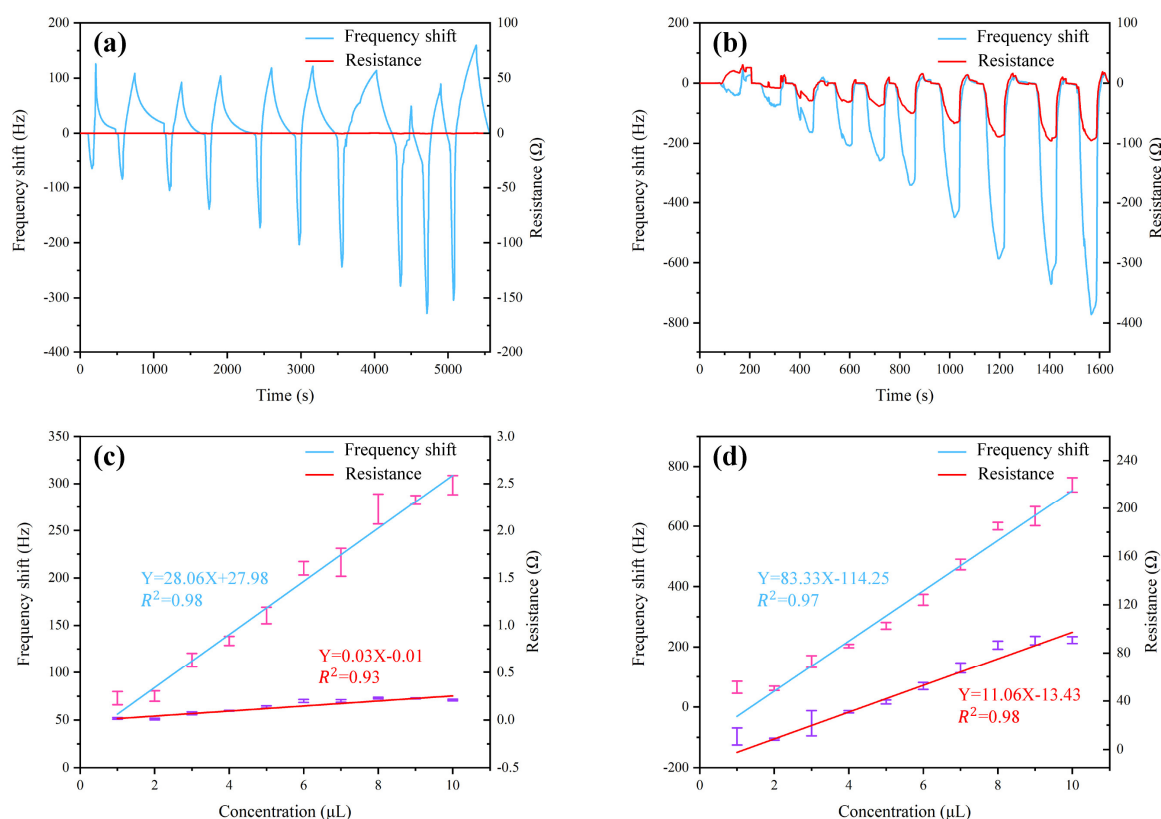 (a)
Frequency shift
Resistance
200
100
0
-100
-200
-300
-400
100
50
0
-50
-100
-150
-200
0
1000
2000
3000
4000
5000
Frequency shift (Hz)
Resistance (Ω)
Time (s)
(b)
Frequency shift
Resistance
200
0
-200
-400
-600
-800
100
0
-100
-200
-300
-400
0
200
400
600
800
1000
1200
1400
1600
Frequency shift (Hz)
Resistance (Ω)
Time (s)
(c)
Frequency shift
Resistance
350
300
250
200
150
100
50
0
3.0
2.5
2.0
1.5
1.0
0.5
0.0
-0.5
Y=28.06X+27.98
R²=0.98
Y=0.03X-0.01
R²=0.93
0
2
4
6
8
10
Frequency shift (Hz)
Resistance (Ω)
Concentration (μL)
(d)
Frequency shift
Resistance
800
600
400
200
0
-200
240
200
160
120
80
40
0
Y=83.33X-114.25
R²=0.97
Y=11.06X-13.43
R²=0.98
0
2
4
6
8
10
Frequency shift (Hz)
Resistance (Ω)
Concentration (μL)